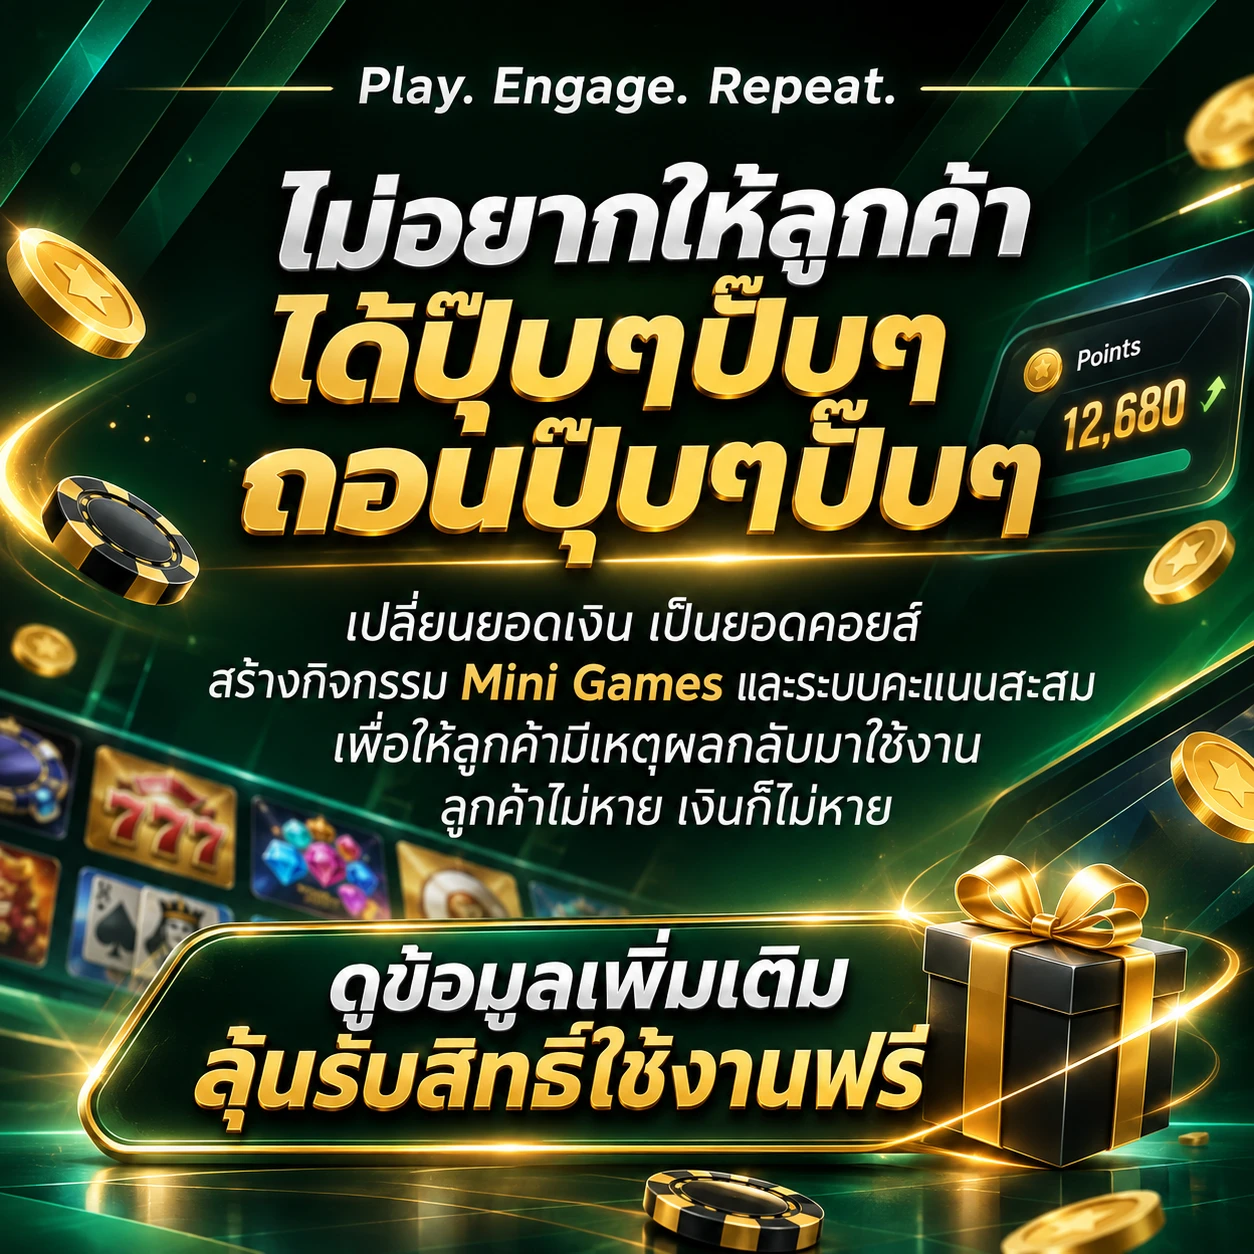 Play. Engage. Repeat.
ไม่อยากให้ลูกค้า
ได้ปุ๊บๆปั๊บๆ
ถอนปุ๊บๆปั๊บๆ
Points
12,680
เปลี่ยนยอดเงิน เป็นยอดคอยส์
สร้างกิจกรรม Mini Games และระบบคะแนนสะสม
เพื่อให้ลูกค้ามีเหตุผลกลับมาใช้งาน
ลูกค้าไม่หาย เงินก็ไม่หาย
777
ดูข้อมูลเพิ่มเติม
ลุ้นรับสิทธิ์ใช้งานฟรี